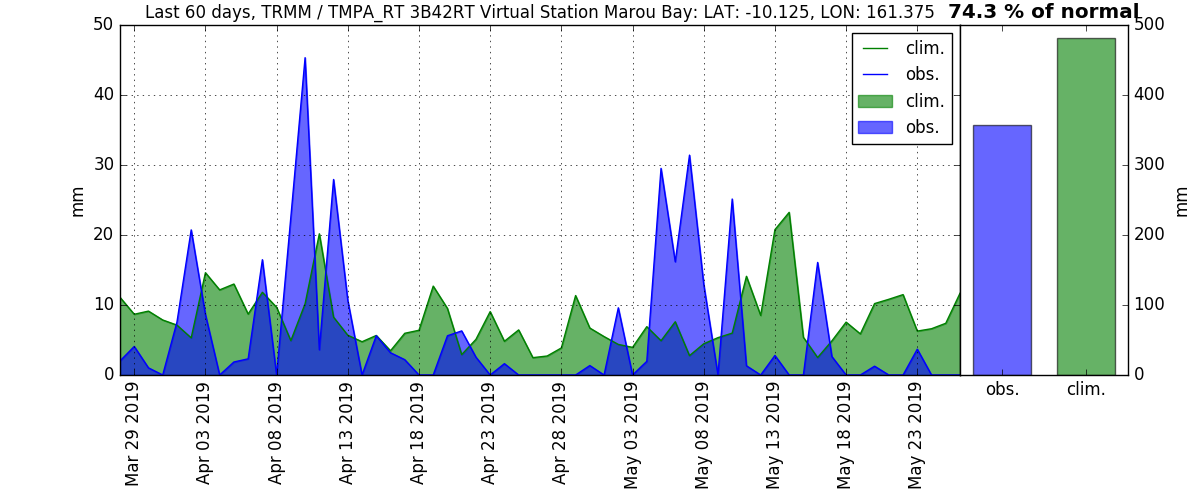 Last 60 days, TRMM / TMPA_RT 3B42RT Virtual Station Marou Bay: LAT: -10.125, LON: 161.375
74.3 % of normal
50
40
30
20
10
0
mm
clim.
obs.
clim.
obs.
Mar 29 2019
Apr 03 2019
Apr 08 2019
Apr 13 2019
Apr 18 2019
Apr 23 2019
Apr 28 2019
May 03 2019
May 08 2019
May 13 2019
May 18 2019
May 23 2019
500
400
300
200
100
0
mm
obs.
clim.